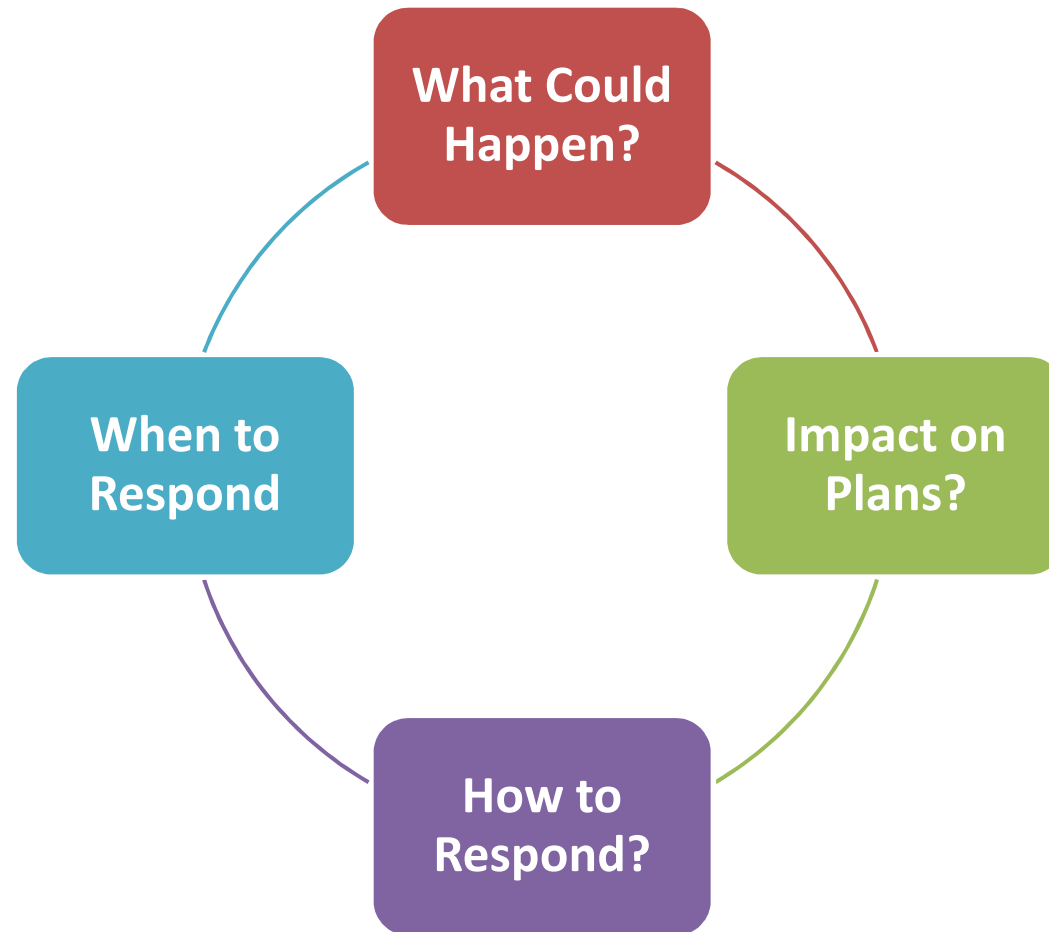 What Could
Happen?
Impact on
Plans?
How to
Respond?
When to
Respond